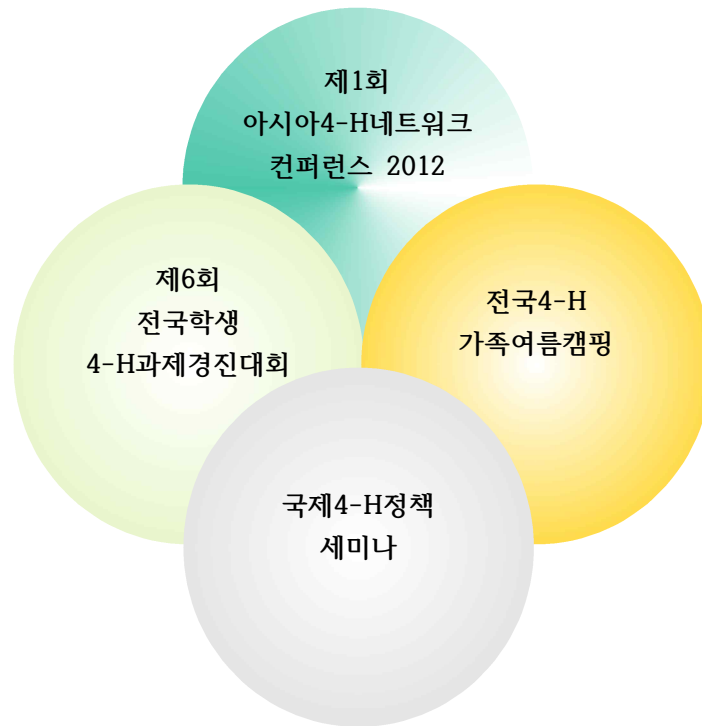 제1회
아시아4-H네트워크
컨퍼런스 2012
제6회
전국학생
4-H과제경진대회
전국4-H
가족여름캠핑
국제4-H정책
세미나